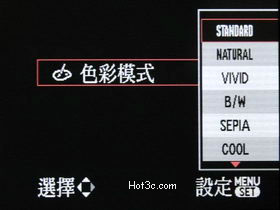 STANDARD
NATURAL
VIVID
色彩模式
B/W
SEPIA
COOL
選擇
Hot3c.com
設定 MENU SET